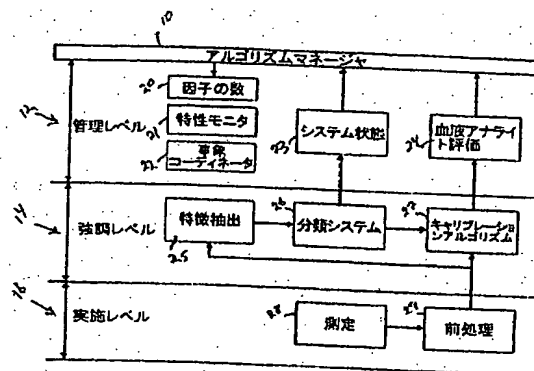 10
アルゴリズムマネージャ
20
因子の数
12
管理レベル
21
特性モニタ
22
事象
コーディネータ
23
システム状態
24
血液アナライ
ト評価
14
強調レベル
特徴抽出
25
26
分類システム
27
キャリブレーショ
ンアルゴリズム
16
実施レベル
28
測定
前処理